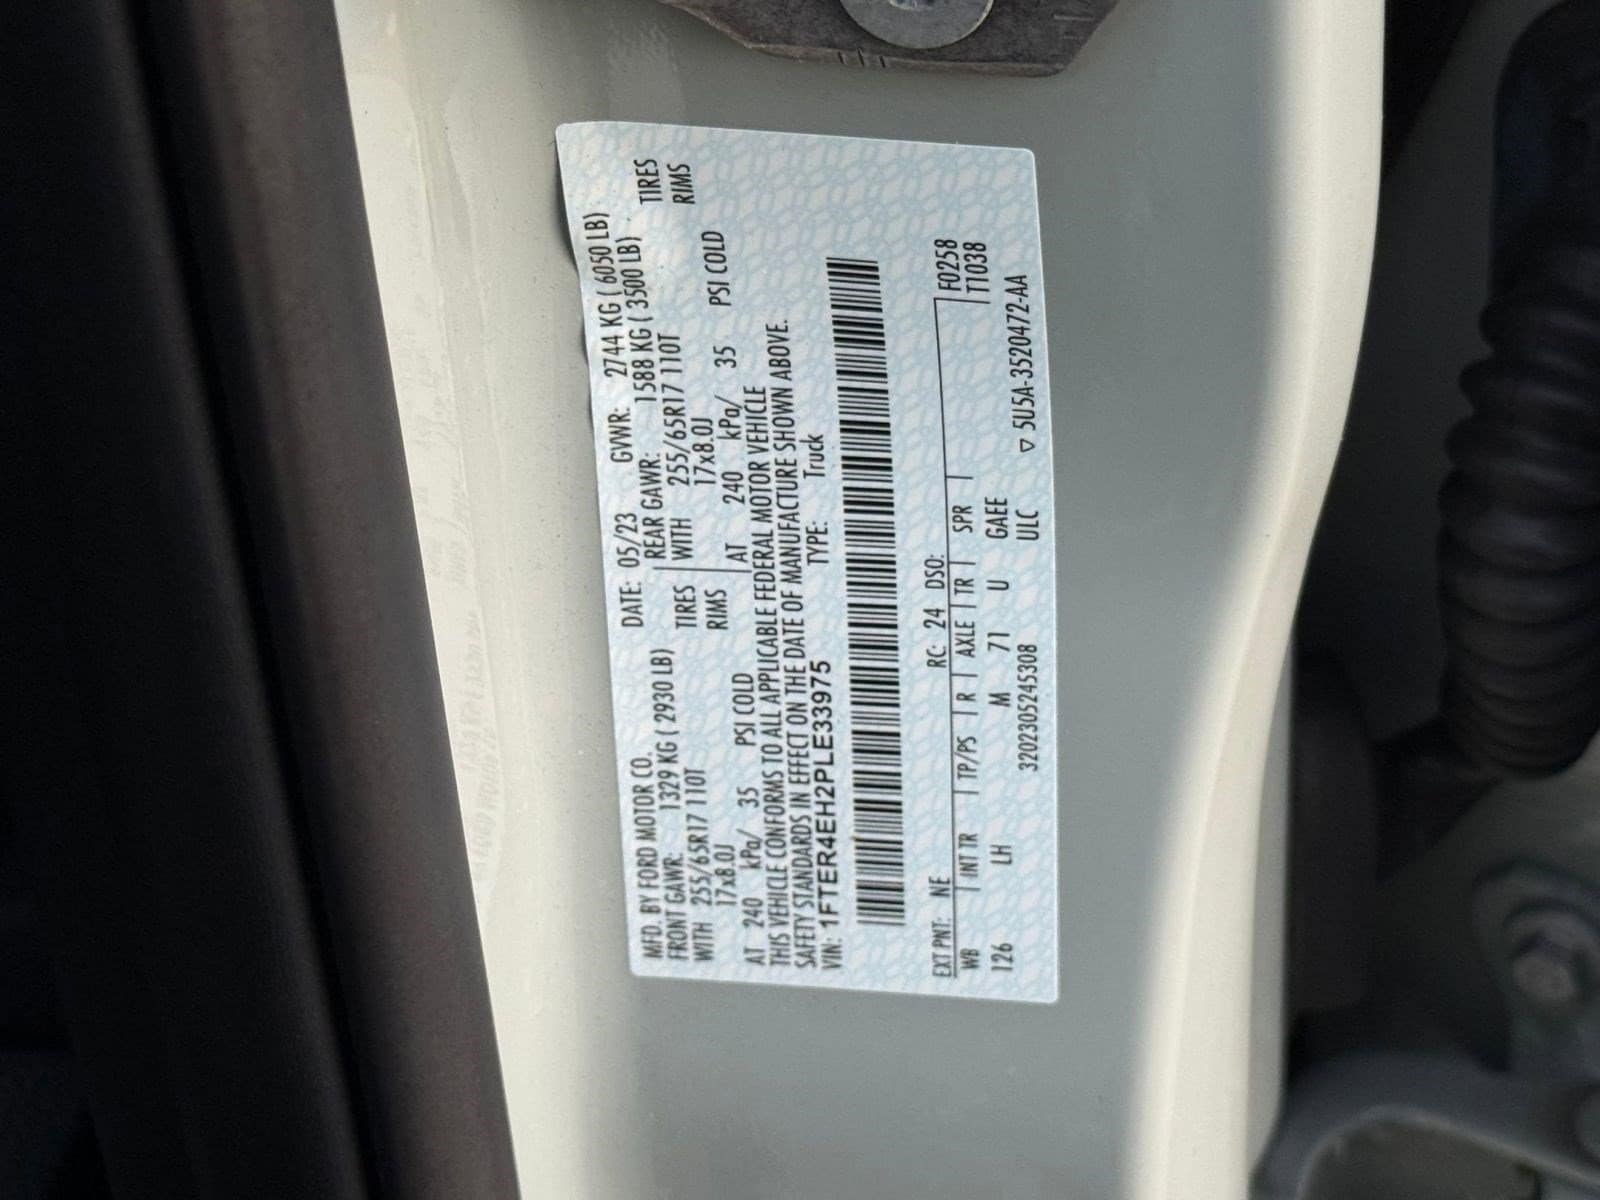 MFD. BY FORD MOTOR CO.
DATE: 05/23 GVWR: 2744 KG ( 6050 LB)
FRONT GAWR: 1329 KG ( 2930 LB)
REAR GAWR: 1588 KG ( 3500 LB)
WITH 255/65R17 110T TIRES
WITH 255/65R17 110T TIRES
17x8.0J RIMS
17x8.0J RIMS
AT 240 kPa/ 35 PSI COLD
AT 240 kPa/ 35 PSI COLD
THIS VEHICLE CONFORMS TO ALL APPLICABLE FEDERAL MOTOR VEHICLE
SAFETY STANDARDS IN EFFECT ON THE DATE OF MANUFACTURE SHOWN ABOVE.
VIN: 1FTER4EH2PLE33975 TYPE: Truck
EXT PNT: NE RC: 24 DSO: F0258
WB INT TR TP/PS R AXLE TR SPR T1038
126 LH M 71 U GAEE
3202305245308 ULC ▽ 5U5A-3520472-AA